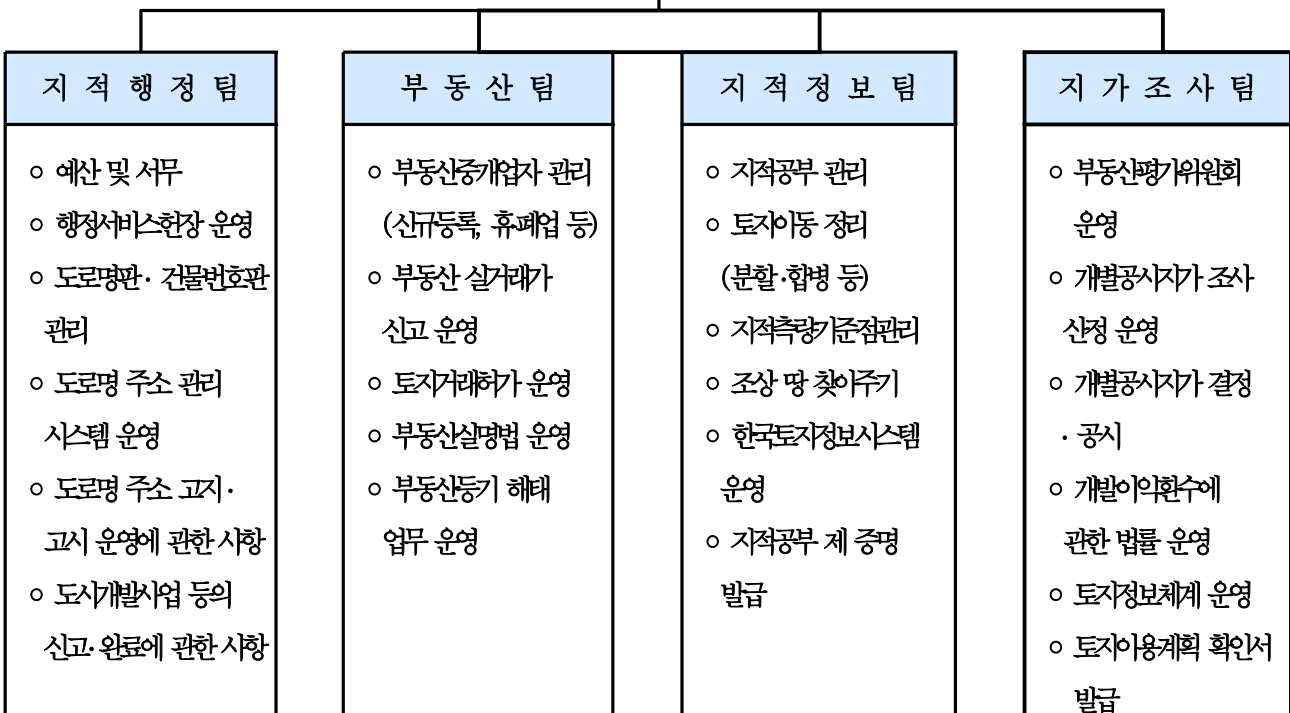 지 적 행 정 팀
○ 예산 및 서무
○ 행정서비스헌장 운영
○ 도로명판· 건물번호판
관리
○ 도로명 주소 관리
시스템 운영
○ 도로명 주소 고지·
고시 운영에 관한 사항
○ 도시개발사업 등의
신고·완료에 관한 사항
부 동 산 팀
○ 부동산중개업자 관리
(신규등록, 휴·폐업 등)
○ 부동산 실거래가
신고 운영
○ 토지거래허가 운영
○ 부동산실명법 운영
○ 부동산등기 해태
업무 운영
지 적 정 보 팀
○ 지적공부 관리
○ 토지이동 정리
(분할·합병 등)
○ 지적측량기준점관리
○ 조상 땅 찾아주기
○ 한국토지정보시스템
운영
○ 지적공부 제 증명
발급
지 가 조 사 팀
○ 부동산평가위원회
운영
○ 개별공시지가 조사
산정 운영
○ 개별공시지가 결정
· 공시
○ 개발이익환수에
관한 법률 운영
○ 토지정보체계 운영
○ 토지이용계획 확인서
발급